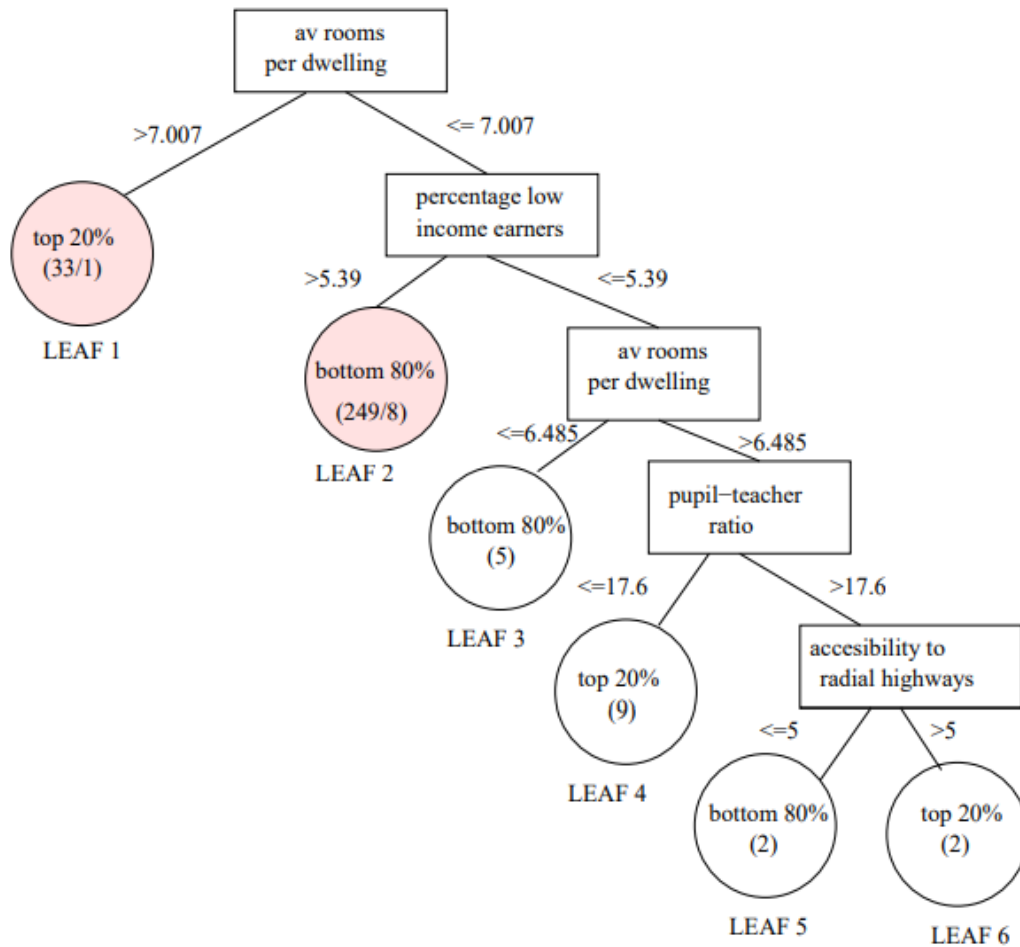 av rooms
per dwelling
>7.007
<= 7.007
percentage low
income earners
top 20%
(33/1)
LEAF 1
>5.39
<=5.39
bottom 80%
(249/8)
LEAF 2
av rooms
per dwelling
<=6.485
>6.485
bottom 80%
(5)
LEAF 3
pupil−teacher
ratio
<=17.6
>17.6
top 20%
(9)
LEAF 4
accesibility to
radial highways
<=5
>5
bottom 80%
(2)
LEAF 5
top 20%
(2)
LEAF 6